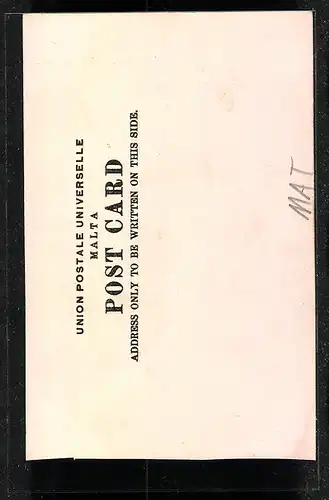 UNION POSTALE UNIVERSELLE
MALTA
POST CARD
ADDRESS ONLY TO BE WRITTEN ON THIS SIDE.
MAT